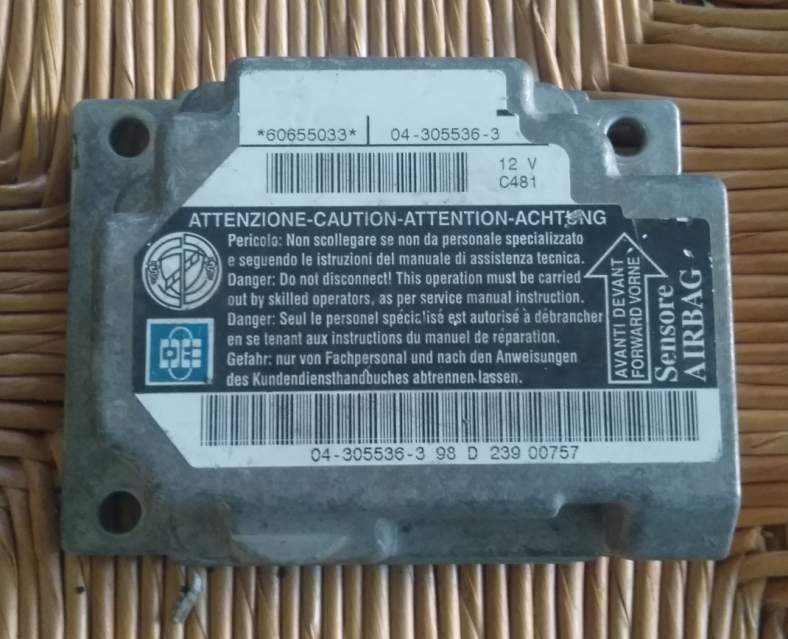 *60655033* 04-305536-3
12 V
C481
ATTENZIONE-CAUTION-ATTENTION-ACHTUNG
Pericolo: Non scollegare se non da personale specializzato
e seguendo le istruzioni del manuale di assistenza tecnica.
Danger: Do not disconnect! This operation must be carried
out by skilled operators, as per service manual instruction.
Danger: Seul le personel spécialisé est autorisé à débrancher
en se tenant aux instructions du manuel de réparation.
Gefahr: nur von Fachpersonal und nach den Anweisungen
des Kundendiensthandbuches abtrennen lassen.
AVANTI DEVANT
FORWARD VORNE
Sensore
AIRBAG
04-305536-3 98 D 239 00757